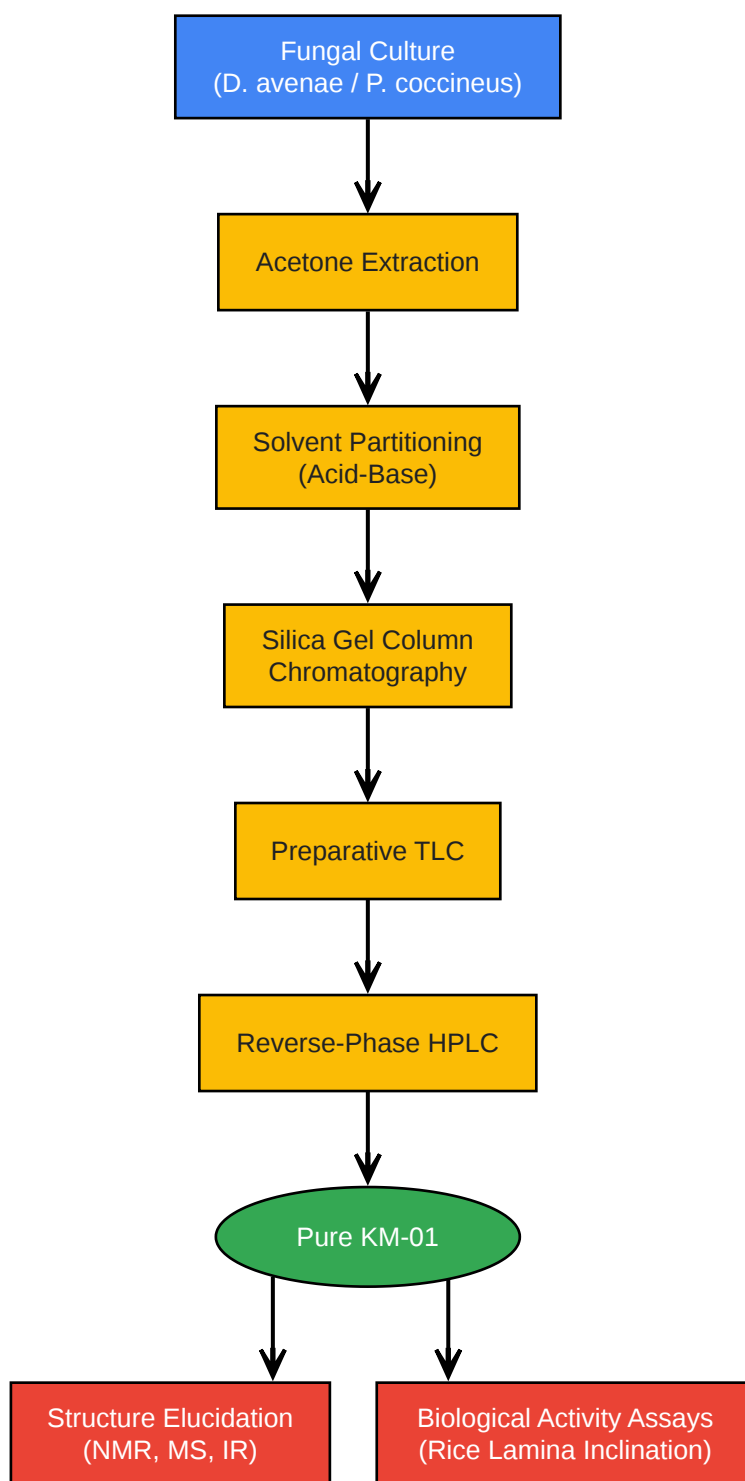 Fungal Culture
(D. avenae / P. coccineus)
Acetone Extraction
Solvent Partitioning
(Acid-Base)
Silica Gel Column
Chromatography
Preparative TLC
Reverse-Phase HPLC
Pure KM-01
Structure Elucidation
(NMR, MS, IR)
Biological Activity Assays
(Rice Lamina Inclination)